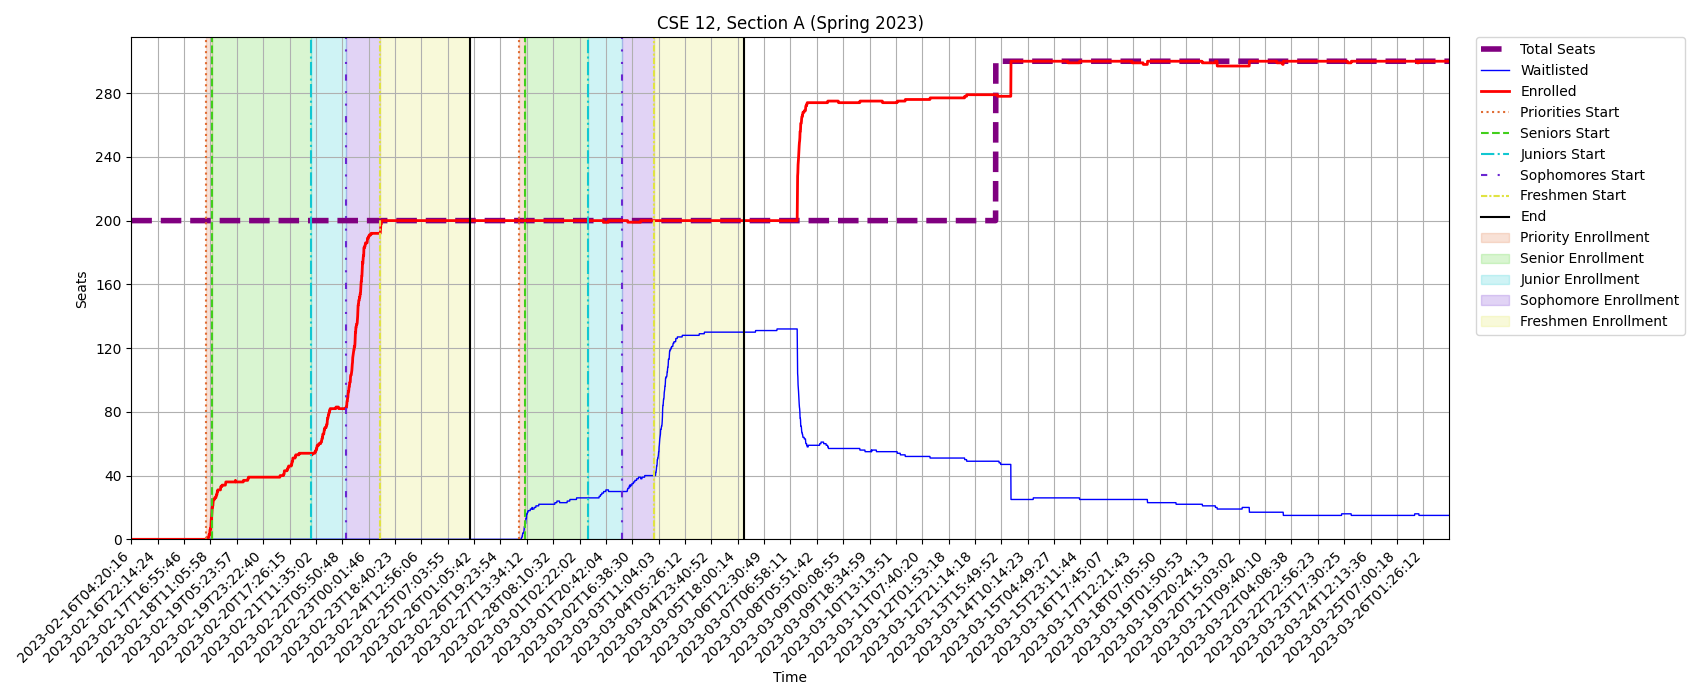 CSE 12, Section A (Spring 2023)
Seats
280
240
200
160
120
80
40
0
2023-02-16T04:20:16
2023-02-16T22:14:24
2023-02-17T16:55:46
2023-02-18T11:05:58
2023-02-19T05:23:57
2023-02-19T23:22:40
2023-02-20T17:26:15
2023-02-21T11:35:02
2023-02-22T05:50:48
2023-02-23T00:01:46
2023-02-23T18:40:23
2023-02-24T12:56:06
2023-02-25T07:03:55
2023-02-26T01:05:42
2023-02-26T19:23:54
2023-02-27T13:34:12
2023-02-28T08:10:32
2023-03-01T02:22:02
2023-03-01T20:42:04
2023-03-02T16:38:30
2023-03-03T11:04:03
2023-03-04T05:26:12
2023-03-04T23:40:52
2023-03-05T18:00:14
2023-03-06T12:30:49
2023-03-07T06:58:11
2023-03-08T05:51:42
2023-03-09T00:08:55
2023-03-09T18:34:59
2023-03-10T13:13:51
2023-03-11T07:40:20
2023-03-12T01:53:18
2023-03-12T21:14:18
2023-03-13T15:49:52
2023-03-14T10:14:23
2023-03-15T04:49:27
2023-03-15T23:11:44
2023-03-16T17:45:07
2023-03-17T12:21:43
2023-03-18T07:05:50
2023-03-19T01:50:53
2023-03-19T20:24:13
2023-03-20T15:03:02
2023-03-21T09:40:10
2023-03-22T04:08:38
2023-03-22T22:56:23
2023-03-23T17:30:25
2023-03-24T12:13:36
2023-03-25T07:00:18
2023-03-26T01:26:12
Time
Total Seats
Waitlisted
Enrolled
Priorities Start
Seniors Start
Juniors Start
Sophomores Start
Freshmen Start
End
Priority Enrollment
Senior Enrollment
Junior Enrollment
Sophomore Enrollment
Freshmen Enrollment